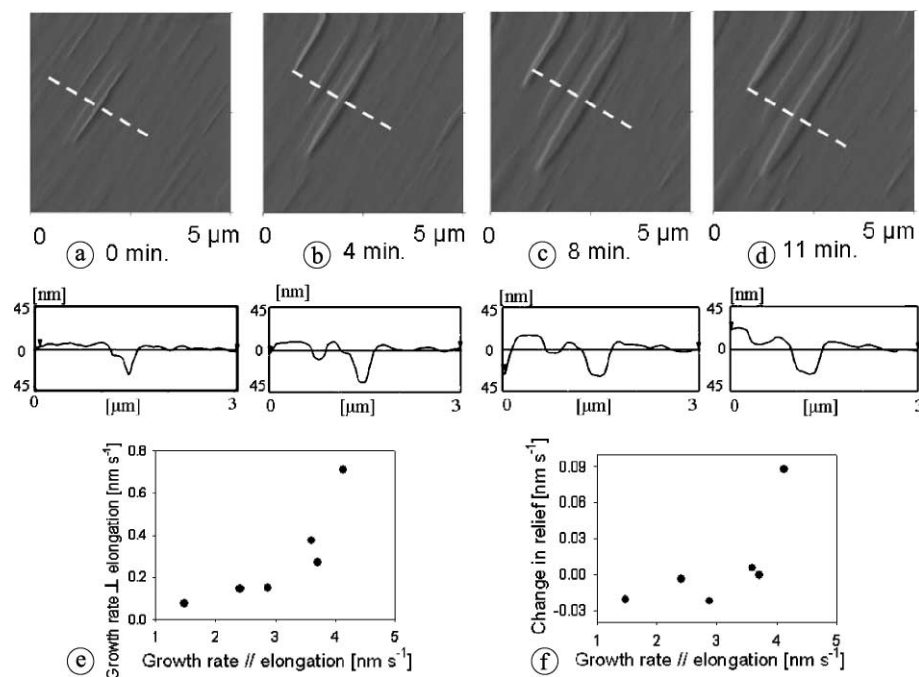 0 5 µm
a 0 min.
0 5 µm
b 4 min.
0 5 µm
c 8 min.
0 5 µm
d 11 min.
[nm]
45
0
45
0 [µm] 3
[nm]
45
0
45
0 [µm] 3
[nm]
45
0
45
0 [µm] 3
[nm]
45
0
45
0 [µm] 3
Growth rate ⊥ elongation [nm s⁻¹]
0.8
0.6
0.4
0.2
0.0
1 2 3 4 5
e Growth rate // elongation [nm s⁻¹]
Change in relief [nm s⁻¹]
0.09
0.06
0.03
0.00
-0.03
1 2 3 4 5
f Growth rate // elongation [nm s⁻¹]